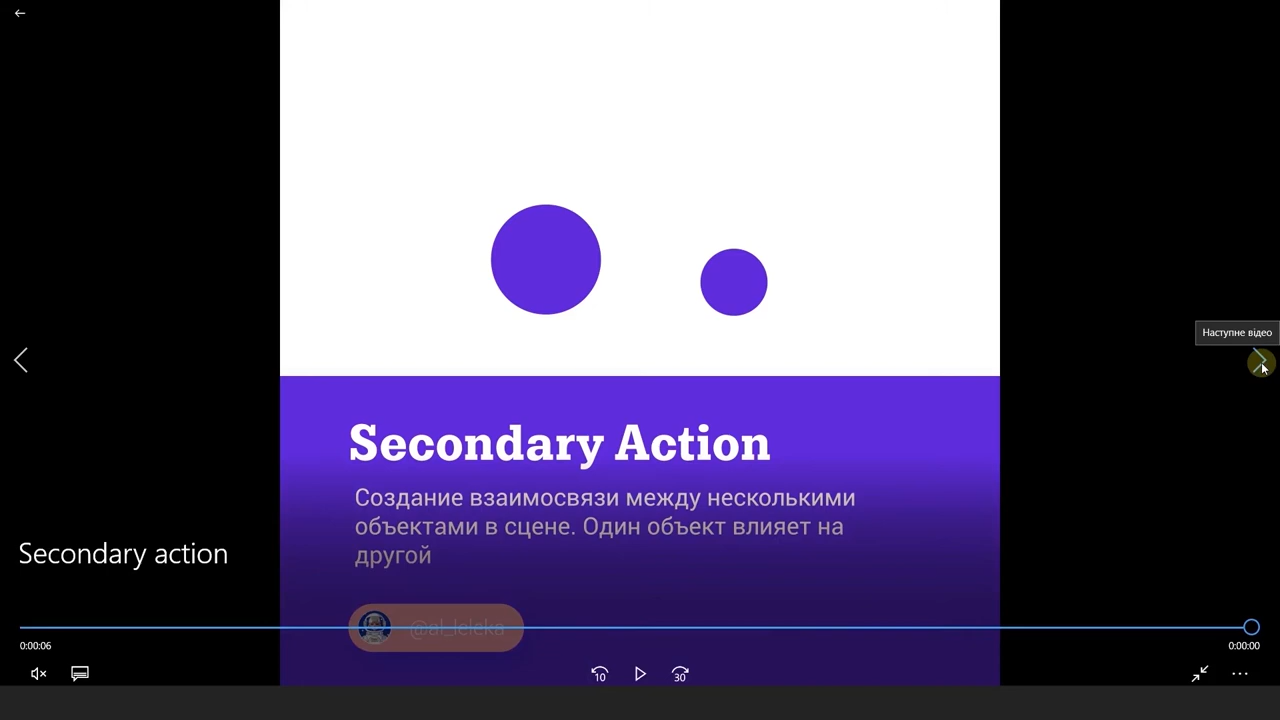 Наступне відео
Secondary Action
Создание взаимосвязи между несколькими
объектами в сцене. Один объект влияет на
другой
Secondary action
@al_leleka
0:00:06
0:00:00
10
30